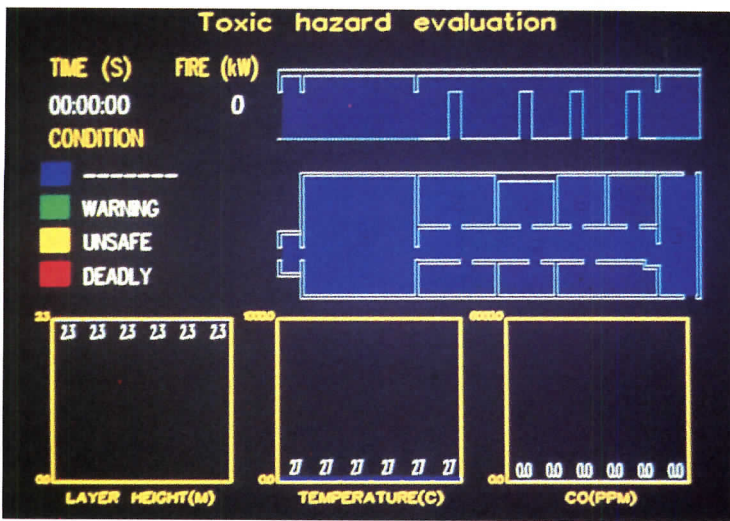 Toxic hazard evaluation
TIME (S) FIRE (kW)
00:00:00 0
CONDITION
-------
WARNING
UNSAFE
DEADLY
2.3 1000.0 6000.0
2.3 2.3 2.3 2.3 2.3 2.3
27 27 27 27 27 27 0.0 0.0 0.0 0.0 0.0 0.0
0.0 0.0 0.0
LAYER HEIGHT(M) TEMPERATURE(C) CO(PPM)